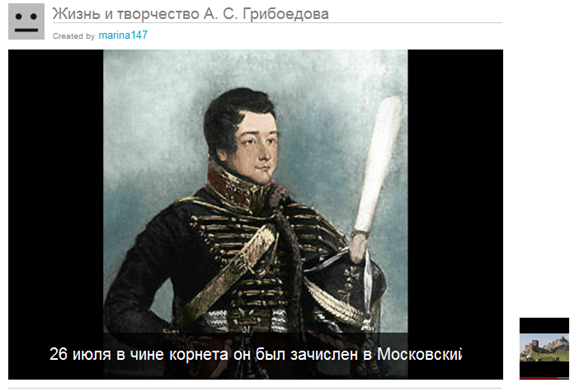 Жизнь и творчество А. С. Грибоедова
Created by marina147
26 июля в чине корнета он был зачислен в Московский